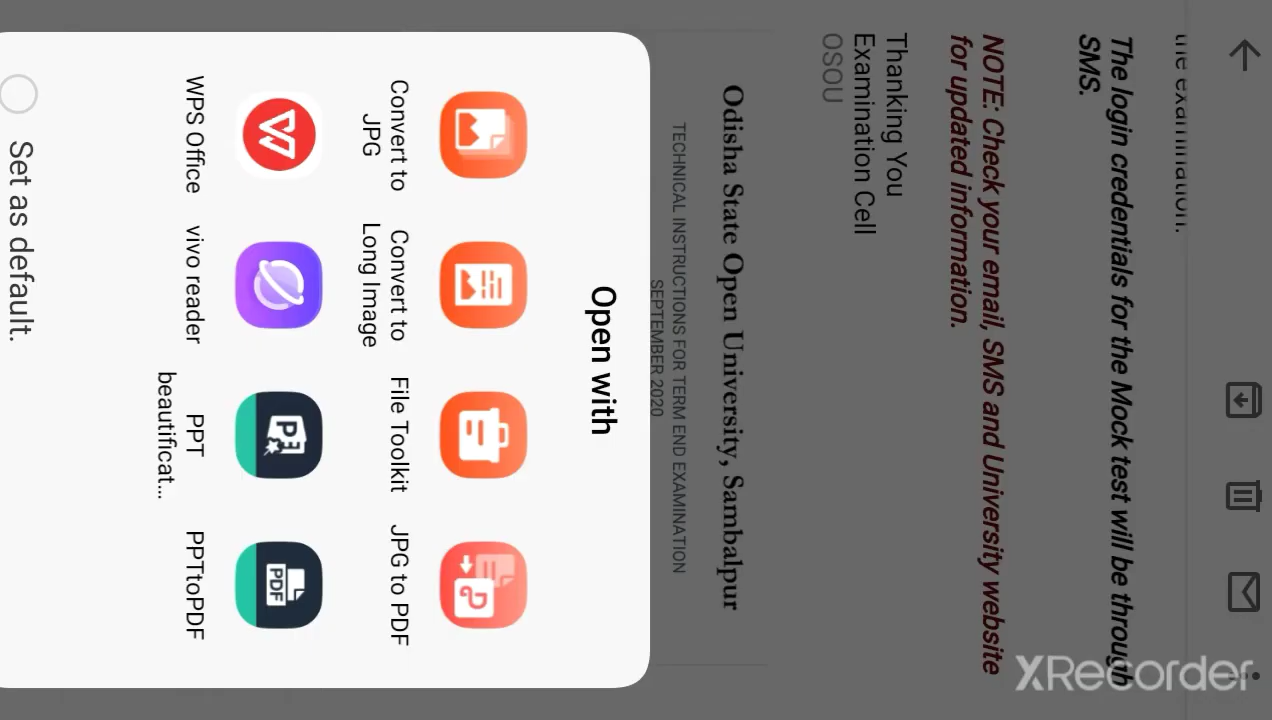 the examination.
The login credentials for the Mock test will be through
SMS.
NOTE: Check your email, SMS and University website
for updated information.
Thanking You
Examination Cell
OSOU
Odisha State Open University, Sambalpur
TECHNICAL INSTRUCTIONS FOR TERM END EXAMINATION
SEPTEMBER 2020
Open with
Convert to
JPG
Convert to
Long Image
File Toolkit
JPG to PDF
WPS Office
vivo reader
PPT
beautificat...
PPTtoPDF
Set as default.
XRecorder